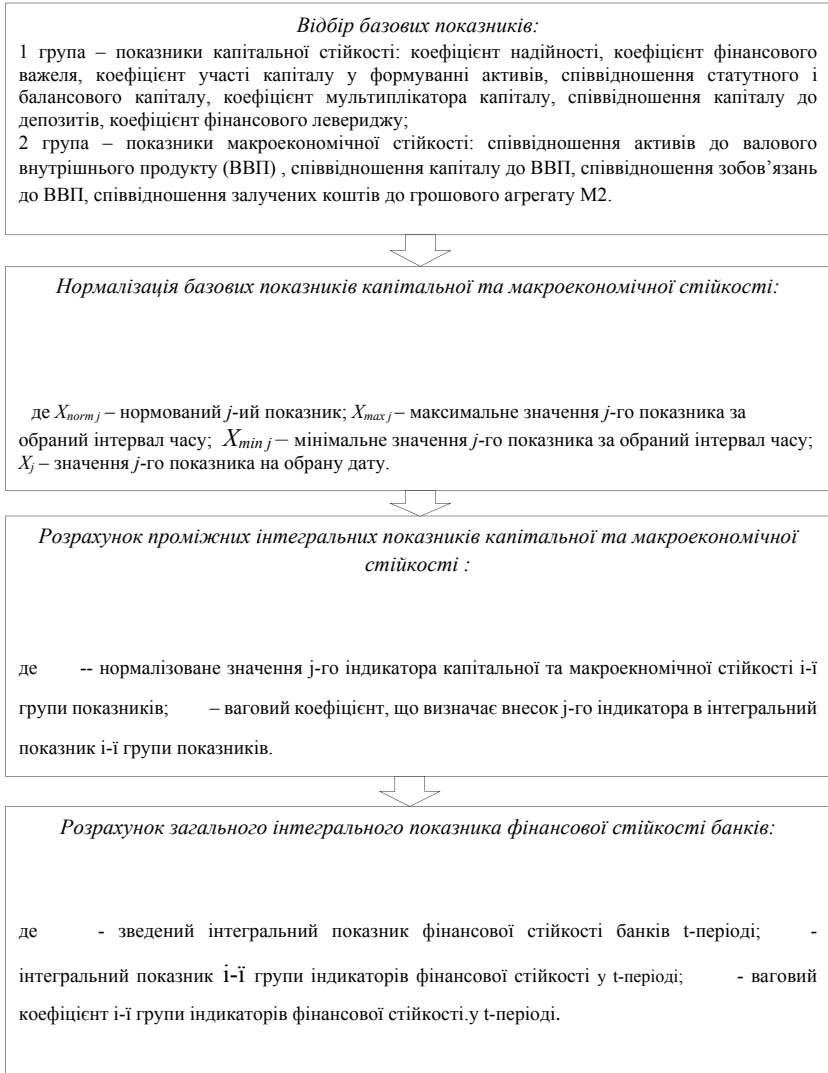 Відбір базових показників:
1 група – показники капітальної стійкості: коефіцієнт надійності, коефіцієнт фінансового
важеля, коефіцієнт участі капіталу у формуванні активів, співвідношення статутного і
балансового капіталу, коефіцієнт мультиплікатора капіталу, співвідношення капіталу до
депозитів, коефіцієнт фінансового левериджу;
2 група – показники макроекономічної стійкості: співвідношення активів до валового
внутрішнього продукту (ВВП) , співвідношення капіталу до ВВП, співвідношення зобов’язань
до ВВП, співвідношення залучених коштів до грошового агрегату М2.
Нормалізація базових показників капітальної та макроекономічної стійкості:
де Xnorm j – нормований j-ий показник; Xmax j – максимальне значення j-го показника за
обраний інтервал часу; Xmin j – мінімальне значення j-го показника за обраний інтервал часу;
Xj – значення j-го показника на обрану дату.
Розрахунок проміжних інтегральних показників капітальної та макроекономічної
стійкості :
де -- нормалізоване значення j-го індикатора капітальної та макроекномічної стійкості і-ї
групи показників; – ваговий коефіцієнт, що визначає внесок j-го індикатора в інтегральний
показник і-ї групи показників.
Розрахунок загального інтегрального показника фінансової стійкості банків:
де - зведений інтегральний показник фінансової стійкості банків t-періоді; -
інтегральний показник і-ї групи індикаторів фінансової стійкості у t-періоді; - ваговий
коефіцієнт і-ї групи індикаторів фінансової стійкості.у t-періоді.